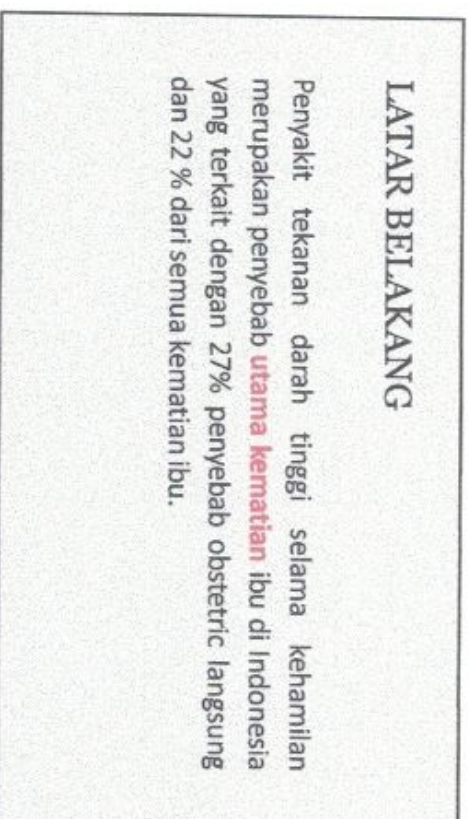 LATAR BELAKANG
Penyakit tekanan darah tinggi selama kehamilan
merupakan penyebab utama kematian ibu di Indonesia
yang terkait dengan 27% penyebab obstetric langsung
dan 22 % dari semua kematian ibu.